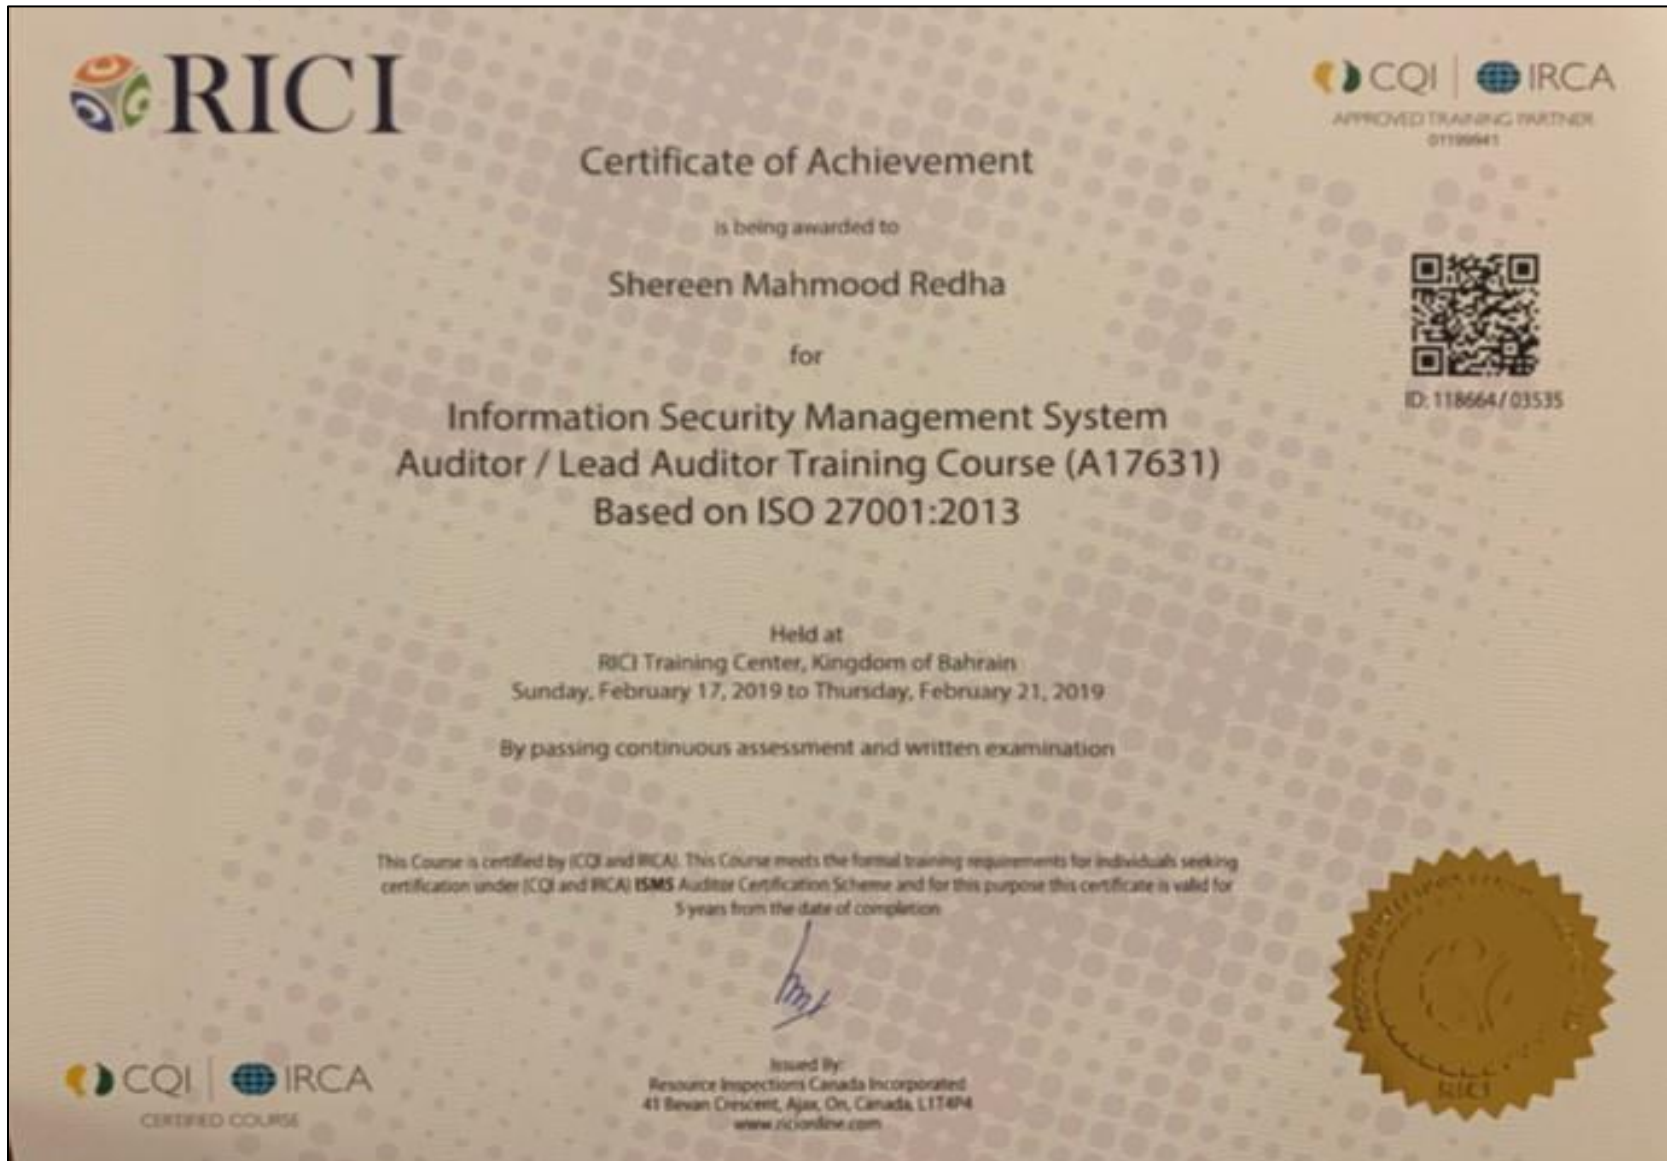 RICI
CQI | IRCA
APPROVED TRAINING PARTNER
01199941
Certificate of Achievement
is being awarded to
Shereen Mahmood Redha
for
ID: 118664/03535
Information Security Management System
Auditor / Lead Auditor Training Course (A17631)
Based on ISO 27001:2013
Held at
RICI Training Center, Kingdom of Bahrain
Sunday, February 17, 2019 to Thursday, February 21, 2019
By passing continuous assessment and written examination
This Course is certified by (CQI and IRCA). This Course meets the formal training requirements for individuals seeking
certification under (CQI and IRCA) ISMS Auditor Certification Scheme and for this purpose this certificate is valid for
5 years from the date of completion
Issued By:
Resource Inspections Canada Incorporated
41 Bevan Crescent, Ajax, On, Canada, L1T4P4
www.ricionline.com
CQI | IRCA
CERTIFIED COURSE
RICI